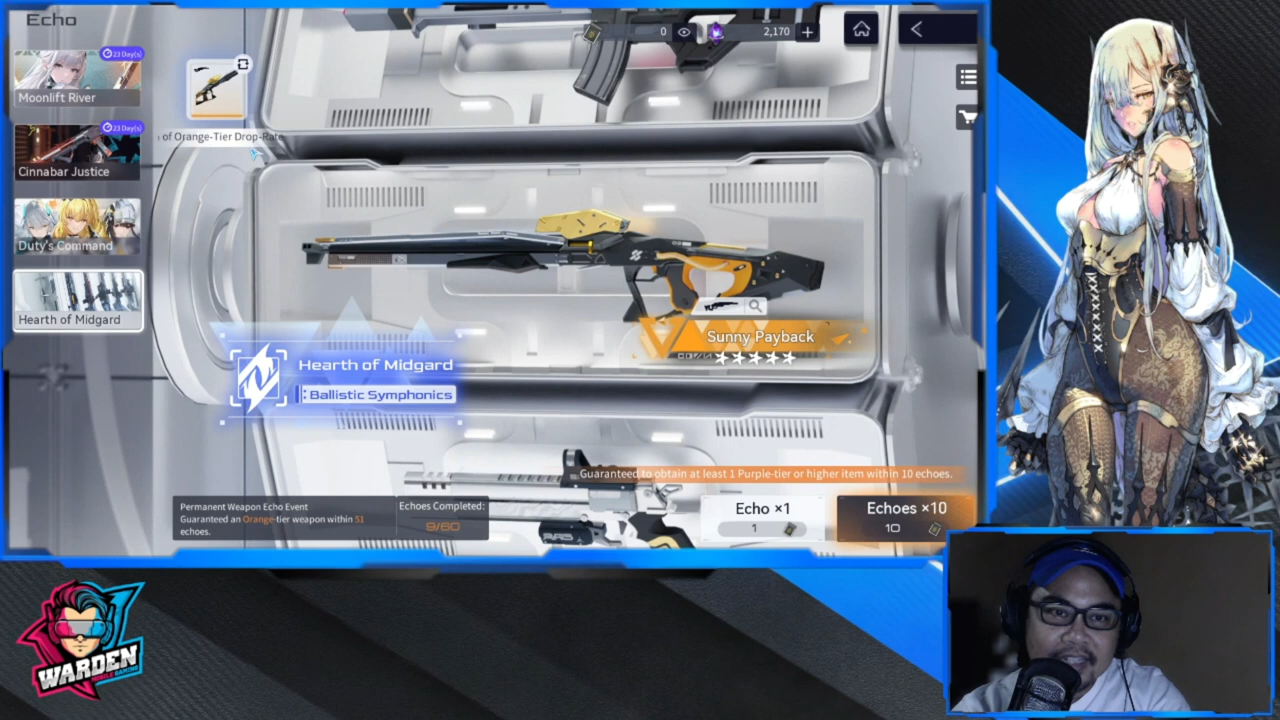 Echo
0
2,170
23 Day(s)
Moonlift River
of Orange-Tier Drop-Rate
23 Day(s)
Cinnabar Justice
Duty's Command
Hearth of Midgard
Sunny Payback
Hearth of Midgard
Ballistic Symphonics
Guaranteed to obtain at least 1 Purple-tier or higher item within 10 echoes.
Permanent Weapon Echo Event
Guaranteed an Orange-tier weapon within 51
echoes.
Echoes Completed:
9/60
Echo ×1
1
Echoes ×10
10
WARDEN
MOBILE GAMING